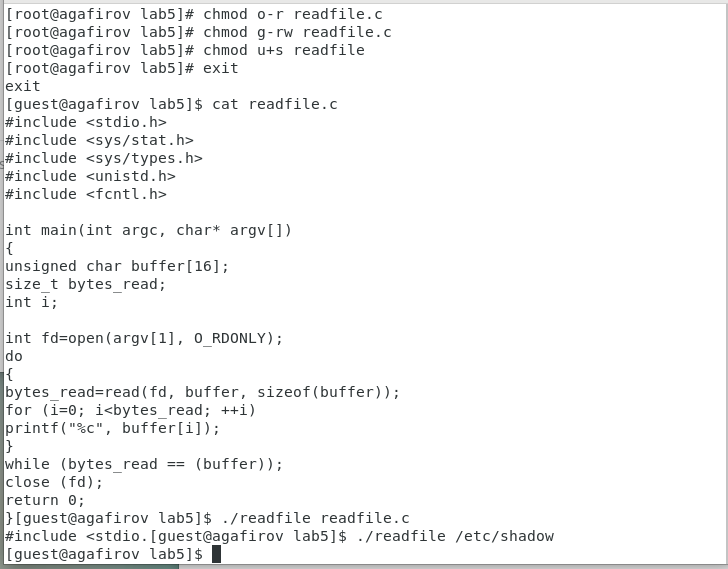 [root@agafirov lab5]# chmod o-r readfile.c
[root@agafirov lab5]# chmod g-rw readfile.c
[root@agafirov lab5]# chmod u+s readfile
[root@agafirov lab5]# exit
exit
[guest@agafirov lab5]$ cat readfile.c
#include <stdio.h>
#include <sys/stat.h>
#include <sys/types.h>
#include <unistd.h>
#include <fcntl.h>

int main(int argc, char* argv[])
{
unsigned char buffer[16];
size_t bytes_read;
int i;

int fd=open(argv[1], O_RDONLY);
do
{
bytes_read=read(fd, buffer, sizeof(buffer));
for (i=0; i<bytes_read; ++i)
printf("%c", buffer[i]);
}
while (bytes_read == (buffer));
close (fd);
return 0;
}[guest@agafirov lab5]$ ./readfile readfile.c
#include <stdio.[guest@agafirov lab5]$ ./readfile /etc/shadow
[guest@agafirov lab5]$